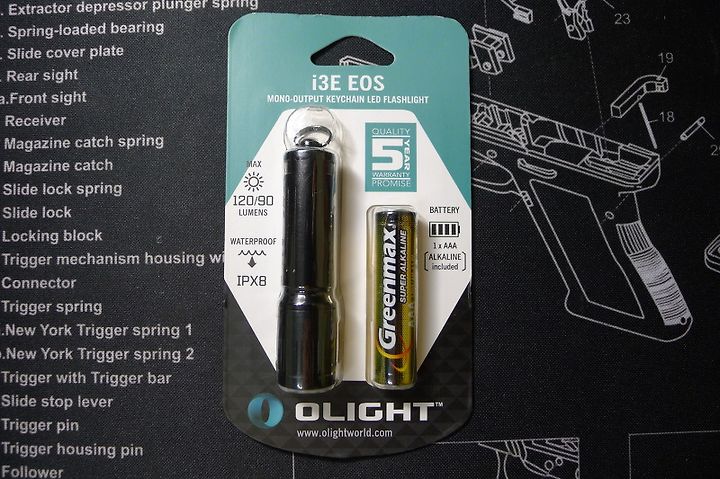 . Extractor depressor plunger spring
. Spring-loaded bearing
. Slide cover plate
. Rear sight
a.Front sight
Receiver
Magazine catch spring
Magazine catch
Slide lock spring
Slide lock
Locking block
Trigger mechanism housing wi
Connector
Trigger spring
.New York Trigger spring 1
.New York Trigger spring 2
Trigger with Trigger bar
Slide stop lever
Trigger pin
Trigger housing pin
Follower
i3E EOS
MONO-OUTPUT KEYCHAIN LED FLASHLIGHT
MAX
120/90
LUMENS
WATERPROOF
IPX8
QUALITY
5 YEAR
WARRANTY
PROMISE
BATTERY
1 x AAA
[ALKALINE]
included
Greenmax
SUPER ALKALINE
OLIGHT™
www.olightworld.com
23
19
18